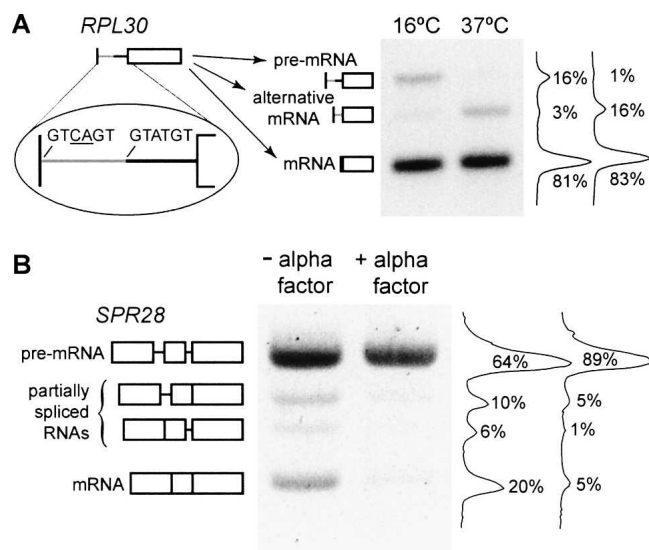 A
RPL30
16ºC 37ºC
pre-mRNA
16% 1%
alternative
mRNA
3% 16%
GTCAGT GTATGT
mRNA
81% 83%
B
- alpha factor
+ alpha factor
SPR28
pre-mRNA
64% 89%
partially
spliced
RNAs
10% 5%
6% 1%
mRNA
20% 5%